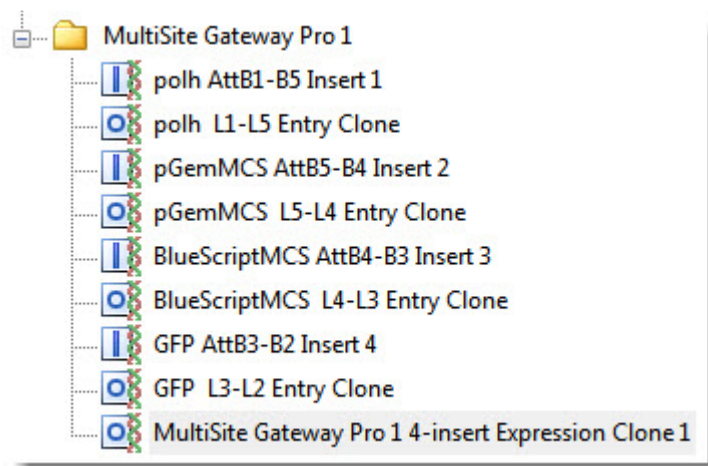 MultiSite Gateway Pro 1
polh AttB1-B5 Insert 1
polh L1-L5 Entry Clone
pGemMCS AttB5-B4 Insert 2
pGemMCS L5-L4 Entry Clone
BlueScriptMCS AttB4-B3 Insert 3
BlueScriptMCS L4-L3 Entry Clone
GFP AttB3-B2 Insert 4
GFP L3-L2 Entry Clone
MultiSite Gateway Pro 1 4-insert Expression Clone 1